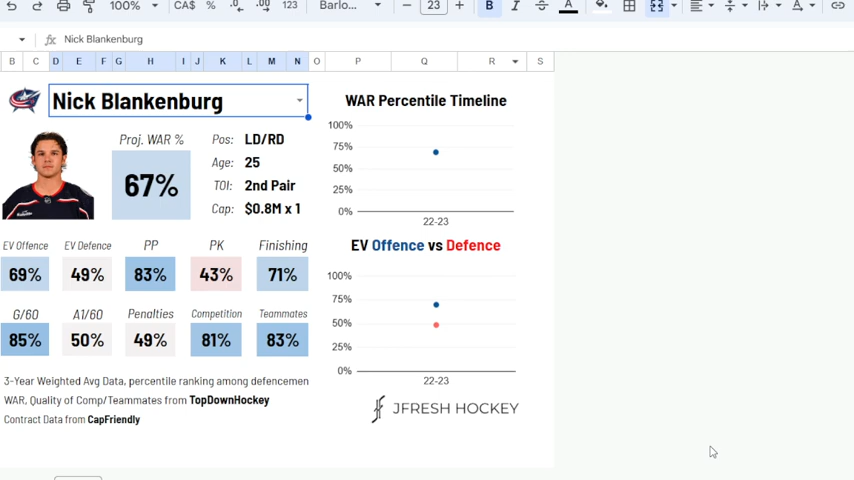 100% CA$ % .0 .00 123 Barlo... 23 B I A
Nick Blankenburg
B C D E F G H I J K L M N O P Q R S
Nick Blankenburg
Proj. WAR %
67%
Pos: LD/RD
Age: 25
TOI: 2nd Pair
Cap: $0.8M x 1
EV Offence EV Defence PP PK Finishing
69% 49% 83% 43% 71%
G/60 A1/60 Penalties Competition Teammates
85% 50% 49% 81% 83%
3-Year Weighted Avg Data, percentile ranking among defencemen
WAR, Quality of Comp/Teammates from TopDownHockey
Contract Data from CapFriendly
WAR Percentile Timeline
100%
75%
50%
25%
0%
22-23
EV Offence vs Defence
100%
75%
50%
25%
0%
22-23
JFRESH HOCKEY